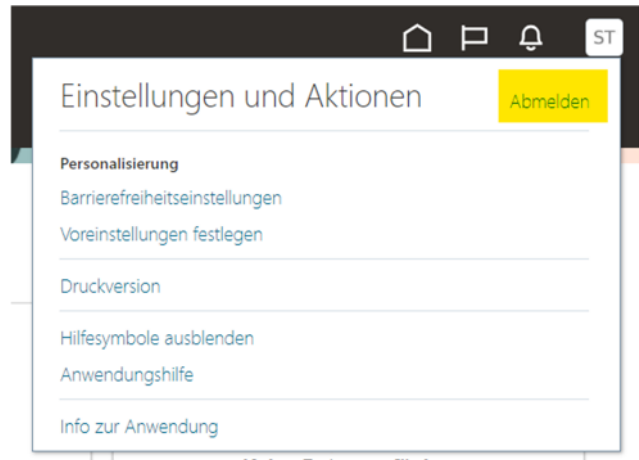 ST
Einstellungen und Aktionen
Abmelden
Personalisierung
Barrierefreiheitseinstellungen
Voreinstellungen festlegen
Druckversion
Hilfesymbole ausblenden
Anwendungshilfe
Info zur Anwendung